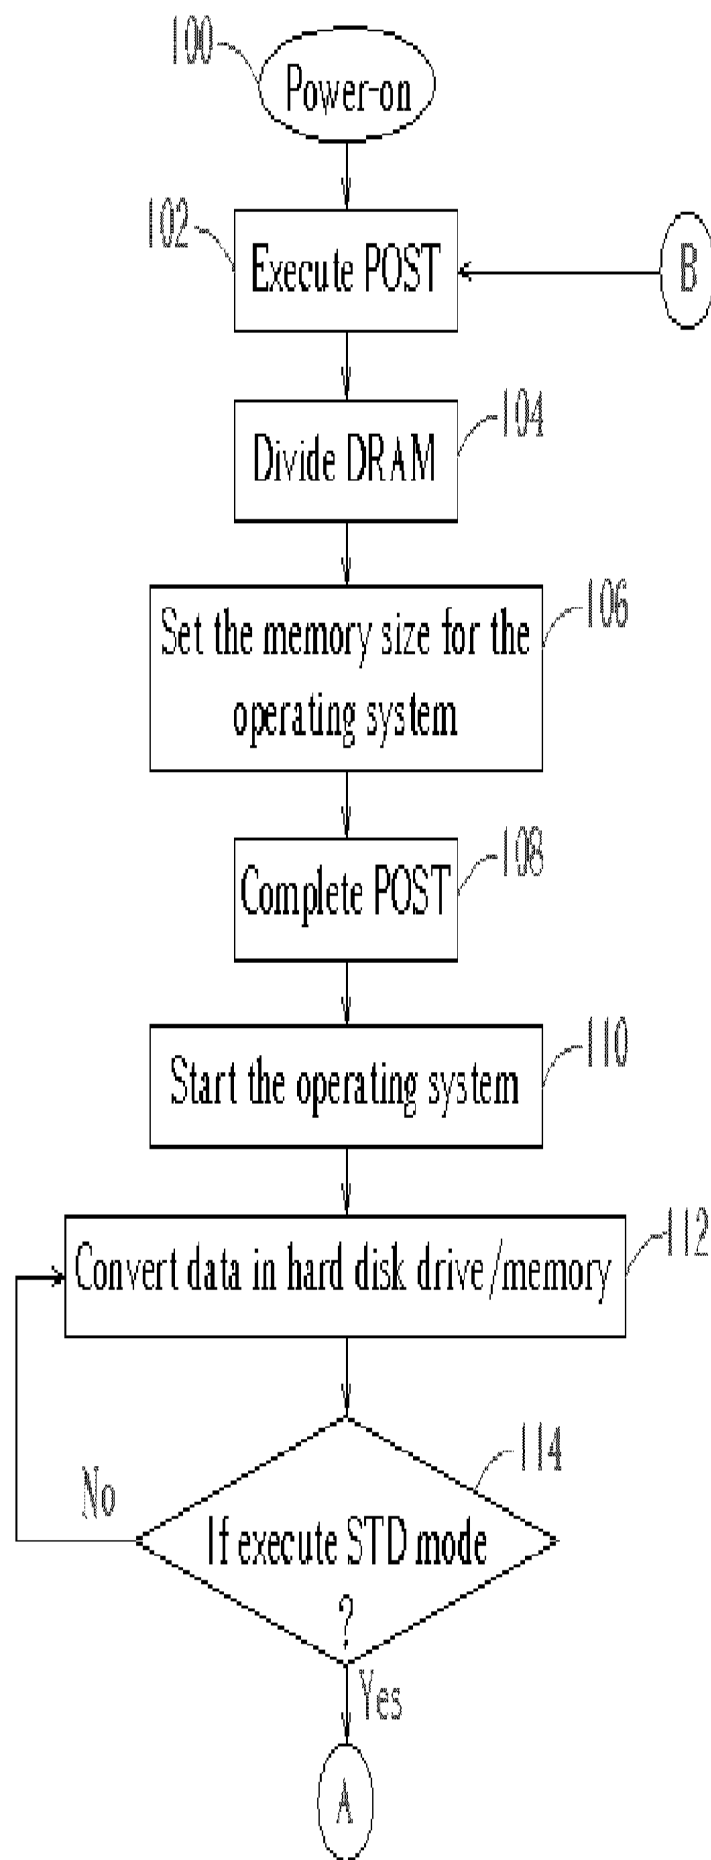 100
Power-on
102
Execute POST
B
104
Divide DRAM
106
Set the memory size for the
operating system
108
Complete POST
110
Start the operating system
112
Convert data in hard disk drive/memory
114
No
If execute STD mode
?
Yes
A